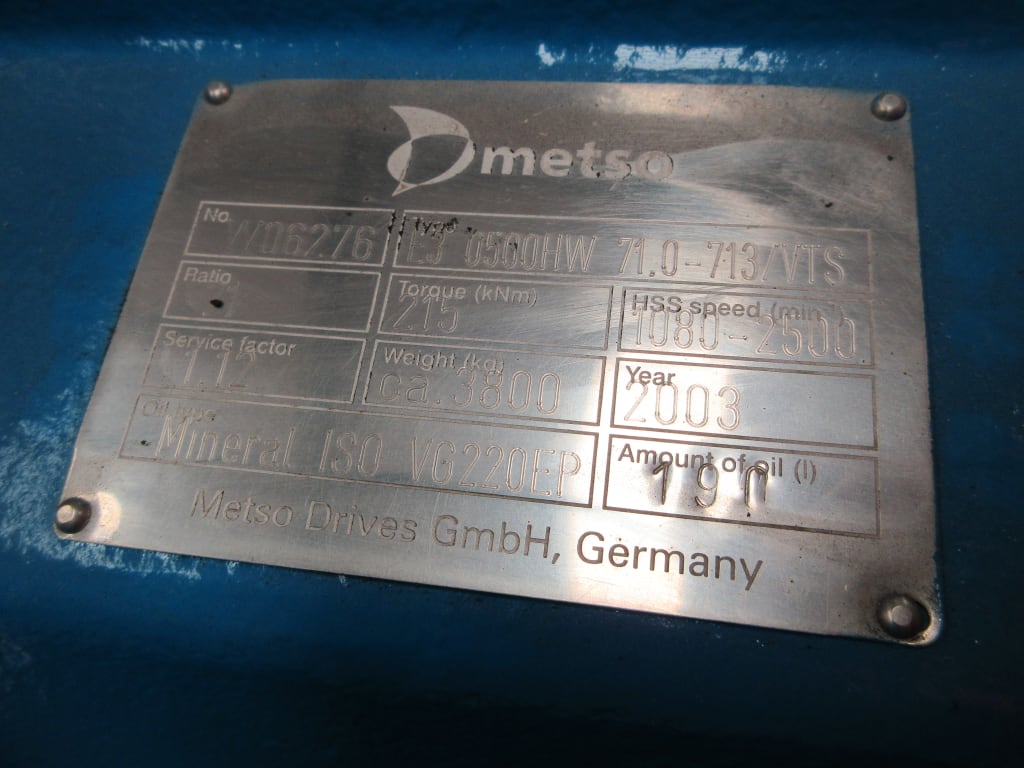 metso
No. W06276 Type EJ 0560HW 71.0-713/VTS
Ratio Torque (kNm) 215 HSS speed (min⁻¹) 1080-2500
Service factor 1.12 Weight (kg) ca. 3800 Year 2003
Oil type Mineral ISO VG220EP Amount of oil (l) 190
Metso Drives GmbH, Germany